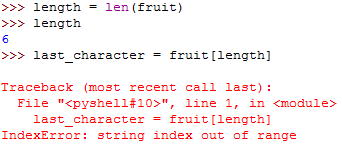 >>> length = len(fruit)
>>> length
6
>>> last_character = fruit[length]
Traceback (most recent call last):
  File "<pyshell#10>", line 1, in <module>
    last_character = fruit[length]
IndexError: string index out of range